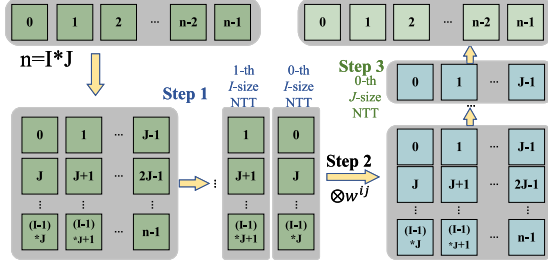 0 1 2 ... n-2 n-1
0 1 2 ... n-2 n-1
n=I*J
Step 1
1-th
I-size
NTT
0-th
I-size
NTT
Step 3
0-th
J-size
NTT
0 1 ... J-1
...
0 1 ... J-1
J J+1 ... 2J-1
⋮ ⋮ ⋮
(I-1)
*J
(I-1)
*J+1
... n-1
⋮
1 0
J+1 J
⋮ ⋮
(I-1)
*J+1
(I-1)
*J
Step 2
⊗w^{ij}
0 1 ... J-1
J J+1 ... 2J-1
⋮ ⋮ ⋮
(I-1)
*J
(I-1)
*J+1
... n-1